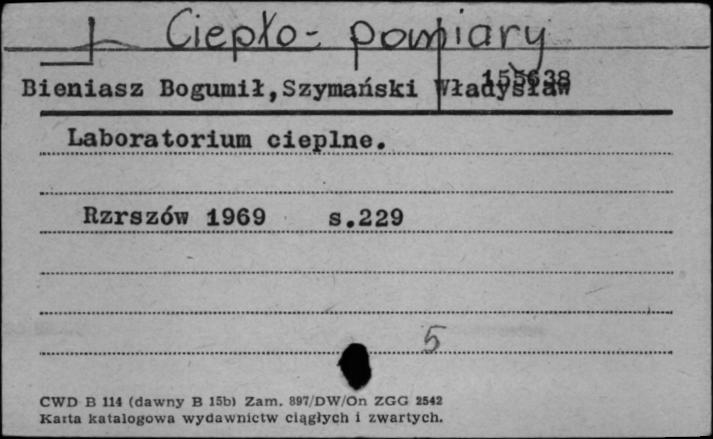 Ciepło - pomiary
155638
Bieniasz Bogumił,Szymański Władysław
Laboratorium cieplne.
Rzrszów 1969 s.229
5
CWD B 114 (dawny B 15b) Zam. 897/DW/On ZGG 2542
Karta katalogowa wydawnictw ciągłych i zwartych.